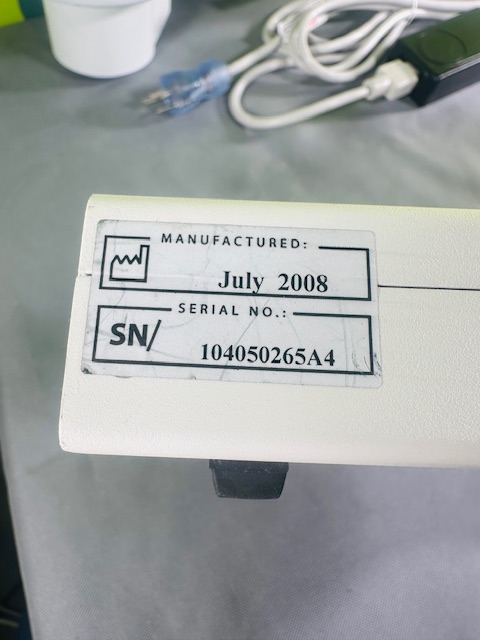 MANUFACTURED:
July 2008
SERIAL NO.:
SN/
104050265A4